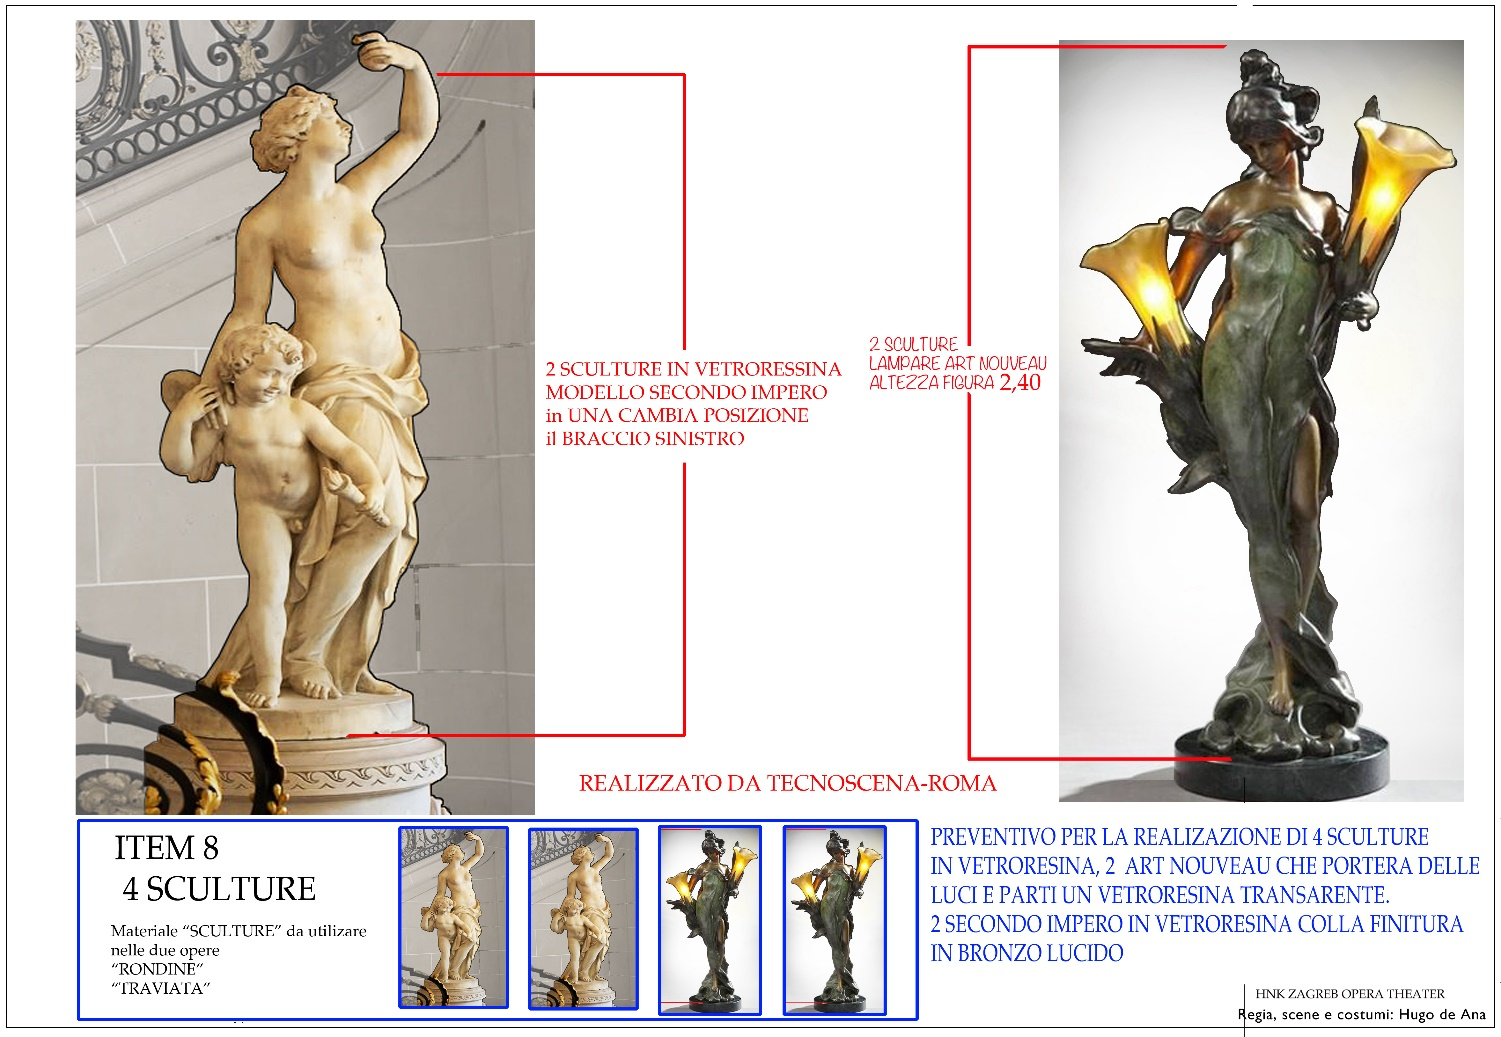 2 SCULTURE IN VETRORESSINA
MODELLO SECONDO IMPERO
in UNA CAMBIA POSIZIONE
il BRACCIO SINISTRO
2 SCULTURE
LAMPARE ART NOUVEAU
ALTEZZA FIGURA 2,40
REALIZZATO DA TECNOSCENA-ROMA
ITEM 8
4 SCULTURE
Materiale “SCULTURE” da utilizare
nelle due opere
“RONDINE”
“TRAVIATA”
PREVENTIVO PER LA REALIZAZIONE DI 4 SCULTURE
IN VETRORESINA, 2 ART NOUVEAU CHE PORTERA DELLE
LUCI E PARTI UN VETRORESINA TRANSARENTE.
2 SECONDO IMPERO IN VETRORESINA COLLA FINITURA
IN BRONZO LUCIDO
HNK ZAGREB OPERA THEATER
Regia, scene e costumi: Hugo de Ana